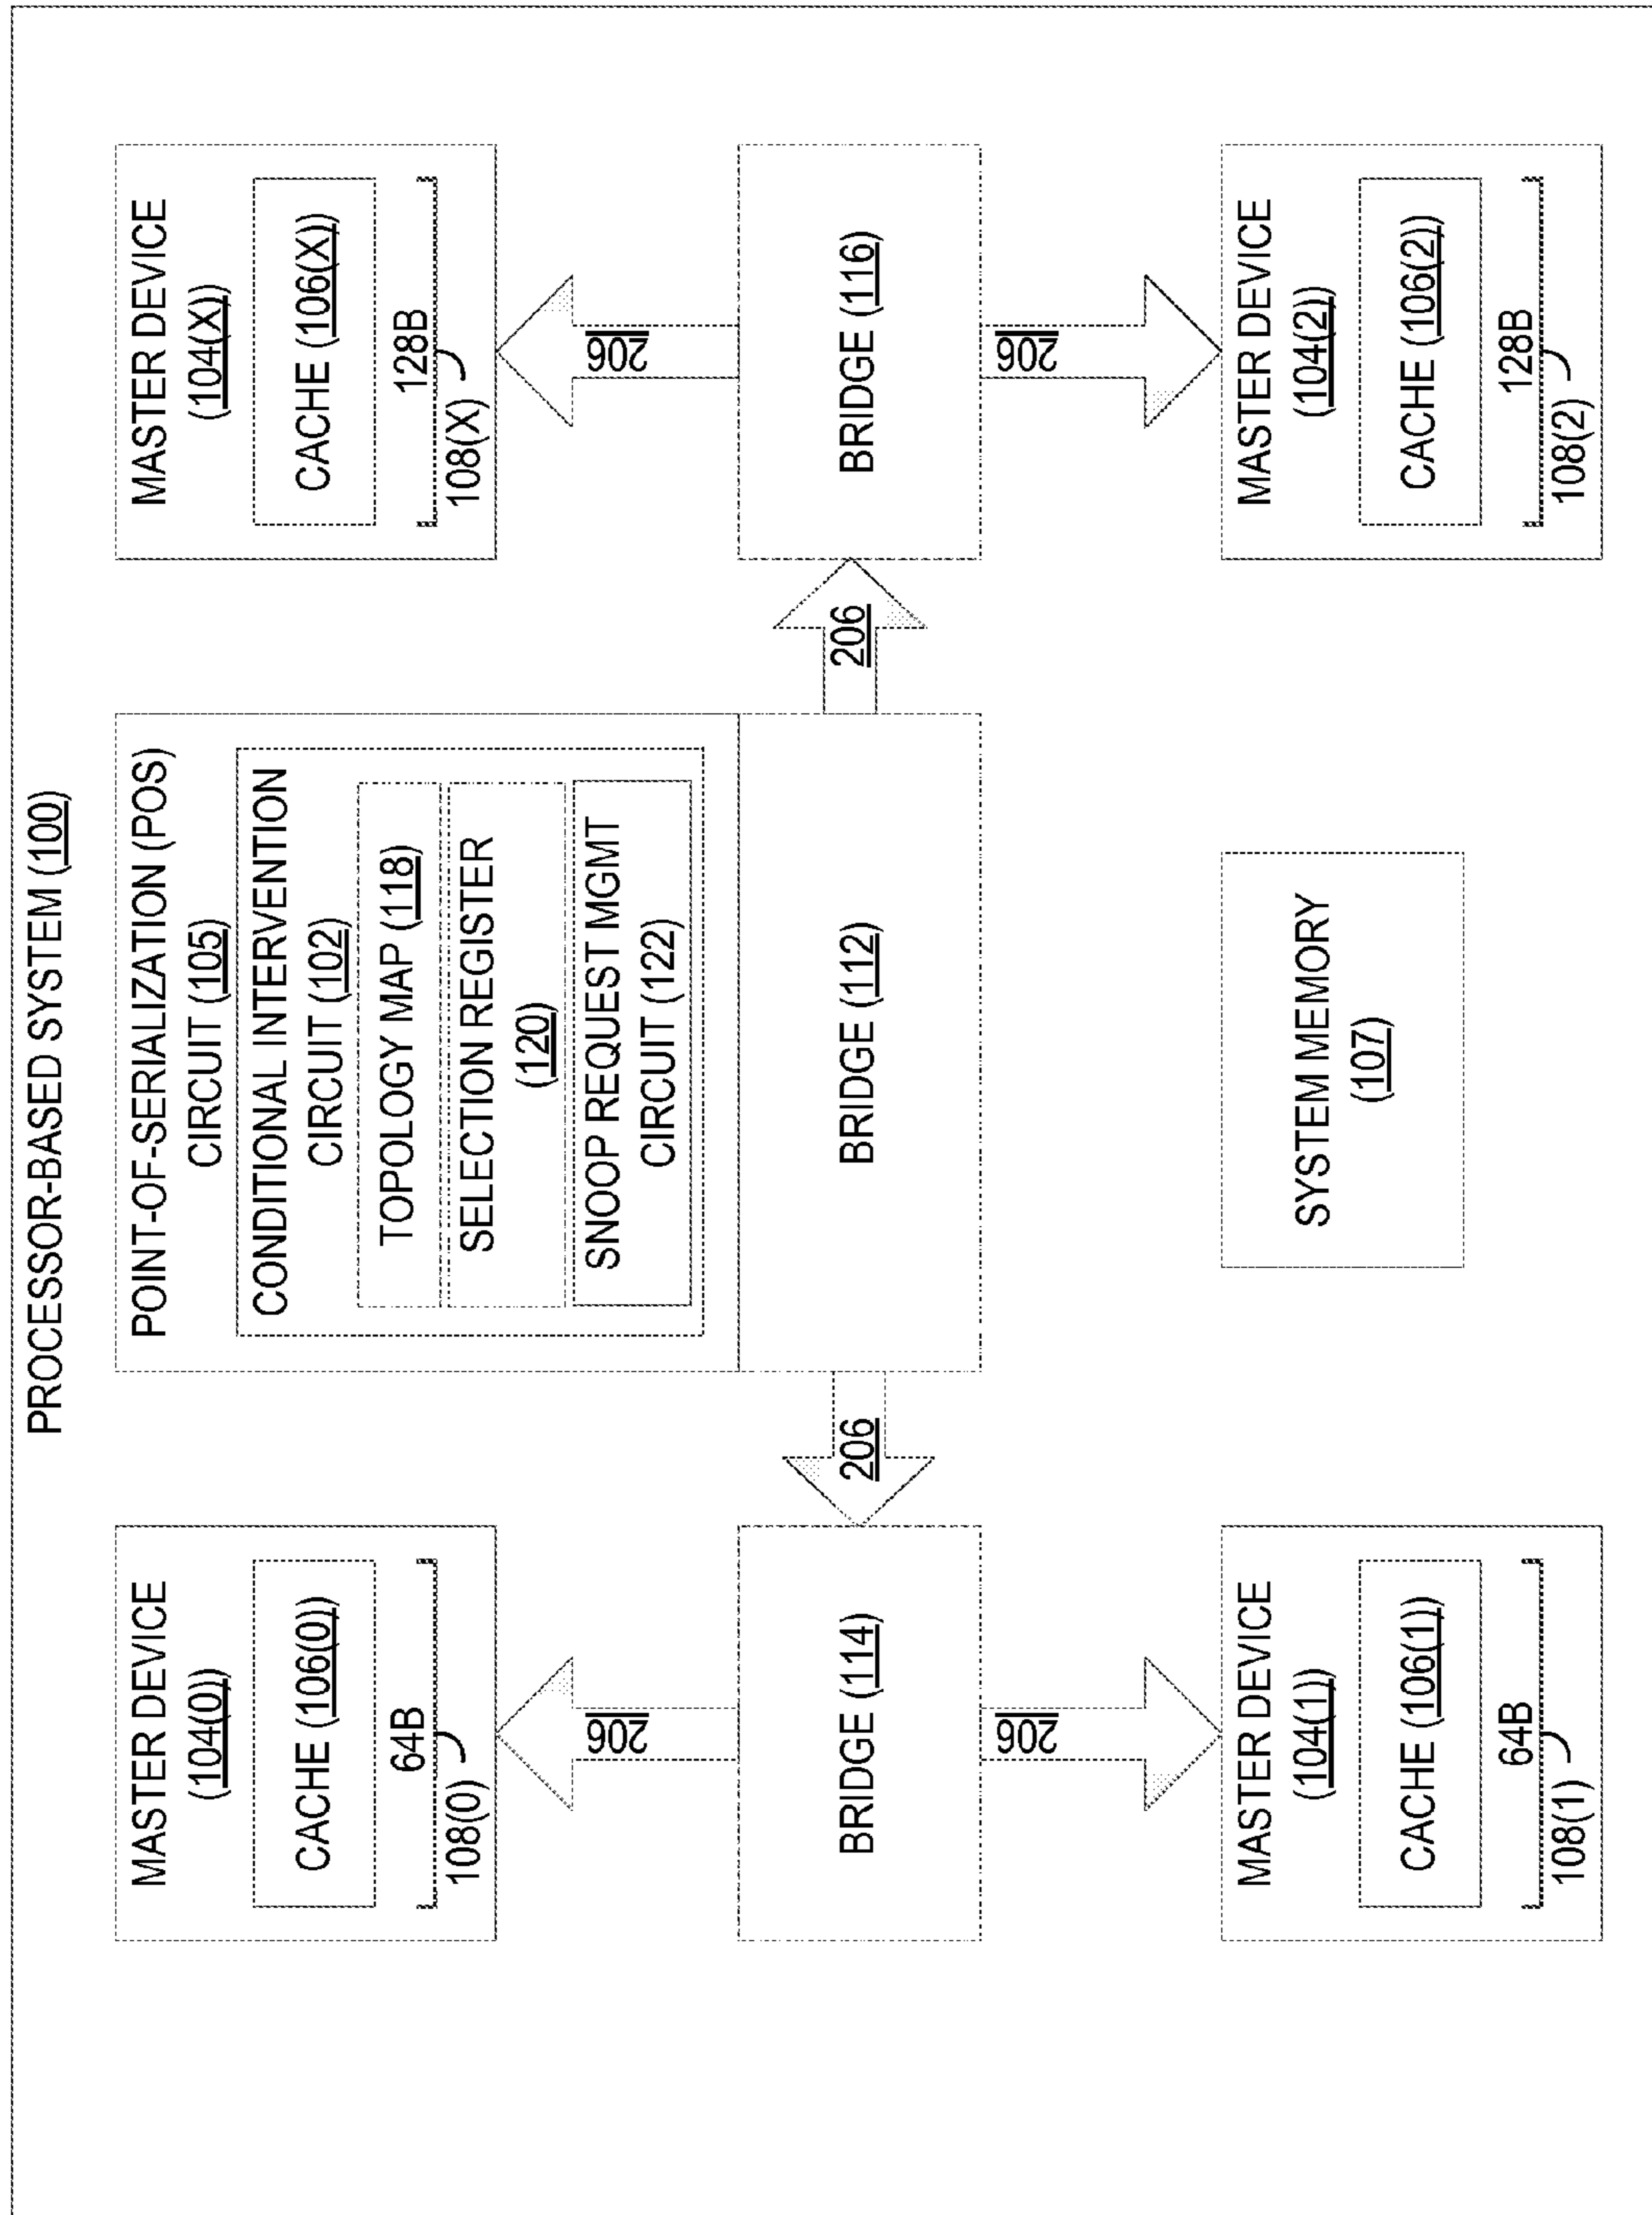 PROCESSOR-BASED SYSTEM (100)
MASTER DEVICE
(104(0))
CACHE (106(0))
64B
108(0)
POINT-OF-SERIALIZATION (POS)
CIRCUIT (105)
CONDITIONAL INTERVENTION
CIRCUIT (102)
TOPOLOGY MAP (118)
SELECTION REGISTER
(120)
SNOOP REQUEST MGMT
CIRCUIT (122)
MASTER DEVICE
(104(X))
CACHE (106(X))
128B
108(X)
206
206
BRIDGE (114)
206
BRIDGE (112)
206
BRIDGE (116)
206
206
MASTER DEVICE
(104(1))
CACHE (106(1))
64B
108(1)
SYSTEM MEMORY
(107)
MASTER DEVICE
(104(2))
CACHE (106(2))
128B
108(2)